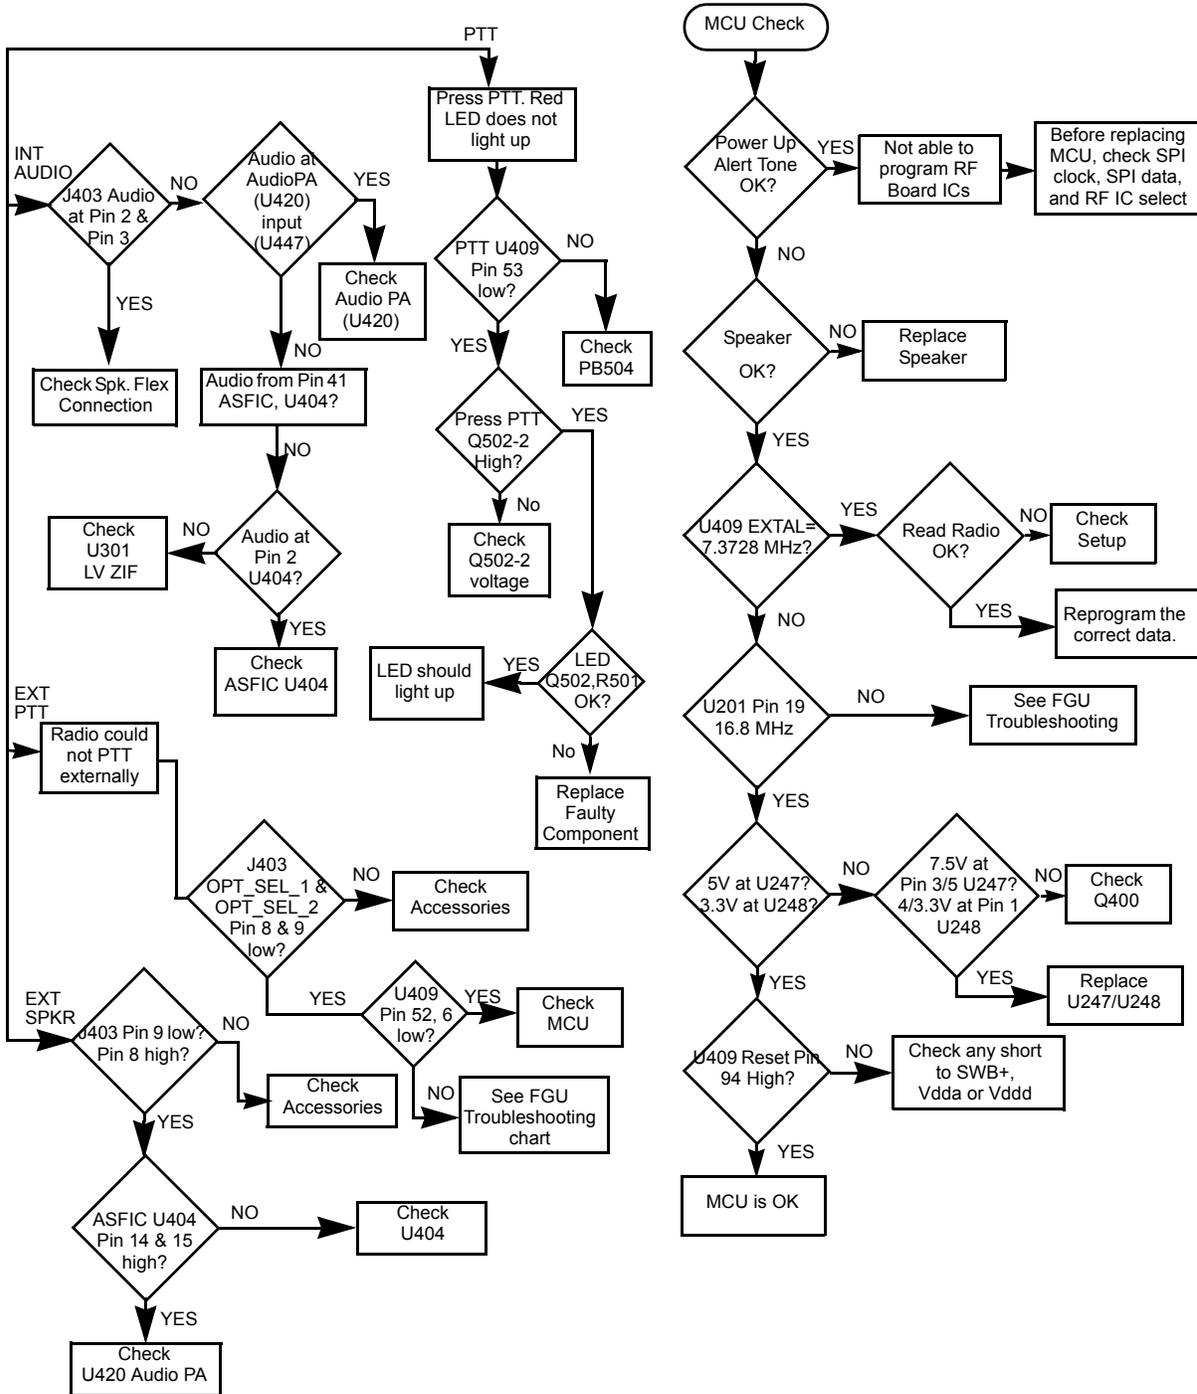 PTT
Press PTT. Red
LED does not
light up
INT
AUDIO
J403 Audio
at Pin 2 &
Pin 3
NO
Audio at
AudioPA
(U420)
input
(U447)
YES
Check
Audio PA
(U420)
YES
Check Spk. Flex
Connection
NO
Audio from Pin 41
ASFIC, U404?
NO
Audio at
Pin 2
U404?
NO
Check
U301
LV ZIF
YES
Check
ASFIC U404
PTT U409
Pin 53
low?
NO
Check
PB504
YES
Press PTT
Q502-2
High?
YES
No
Check
Q502-2
voltage
LED
Q502,R501
OK?
YES
LED should
light up
No
Replace
Faulty
Component
EXT
PTT
Radio could
not PTT
externally
J403
OPT_SEL_1 &
OPT_SEL_2
Pin 8 & 9
low?
NO
Check
Accessories
YES
U409
Pin 52, 6
low?
YES
Check
MCU
NO
See FGU
Troubleshooting
chart
EXT
SPKR
J403 Pin 9 low?
Pin 8 high?
NO
Check
Accessories
YES
ASFIC U404
Pin 14 & 15
high?
NO
Check
U404
YES
Check
U420 Audio PA
MCU Check
Power Up
Alert Tone
OK?
YES
Not able to
program RF
Board ICs
Before replacing
MCU, check SPI
clock, SPI data,
and RF IC select
NO
Speaker
OK?
NO
Replace
Speaker
YES
U409 EXTAL=
7.3728 MHz?
YES
Read Radio
OK?
NO
Check
Setup
YES
Reprogram the
correct data.
NO
U201 Pin 19
16.8 MHz
NO
See FGU
Troubleshooting
YES
5V at U247?
3.3V at U248?
NO
7.5V at
Pin 3/5 U247?
4/3.3V at Pin 1
U248
NO
Check
Q400
YES
Replace
U247/U248
YES
U409 Reset Pin
94 High?
NO
Check any short
to SWB+,
Vdda or Vddd
YES
MCU is OK